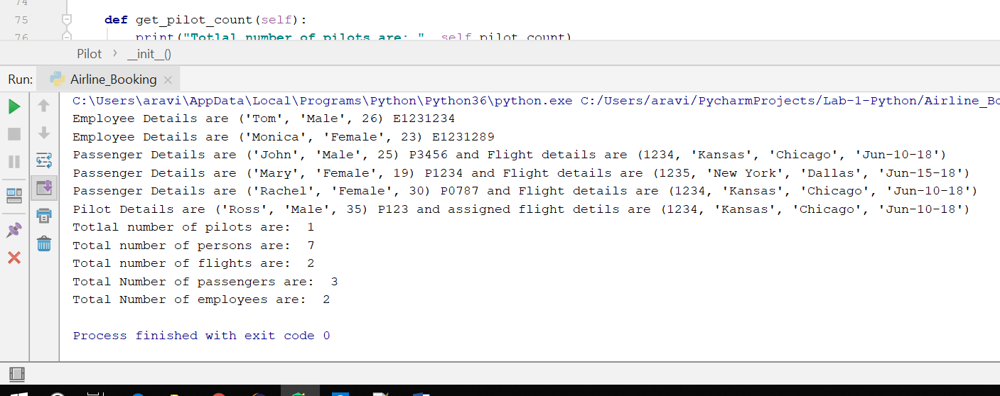 74
75 def get_pilot_count(self):
76 print("Totlal number of pilots are: ", self.pilot_count)
Pilot > __init__()
Run: Airline_Booking
C:\Users\aravi\AppData\Local\Programs\Python\Python36\python.exe C:/Users/aravi/PycharmProjects/Lab-1-Python/Airline_Bo
Employee Details are ('Tom', 'Male', 26) E1231234
Employee Details are ('Monica', 'Female', 23) E1231289
Passenger Details are ('John', 'Male', 25) P3456 and Flight details are (1234, 'Kansas', 'Chicago', 'Jun-10-18')
Passenger Details are ('Mary', 'Female', 19) P1234 and Flight details are (1235, 'New York', 'Dallas', 'Jun-15-18')
Passenger Details are ('Rachel', 'Female', 30) P0787 and Flight details are (1234, 'Kansas', 'Chicago', 'Jun-10-18')
Pilot Details are ('Ross', 'Male', 35) P123 and assigned flight detils are (1234, 'Kansas', 'Chicago', 'Jun-10-18')
Totlal number of pilots are:  1
Total number of persons are:  7
Total number of flights are:  2
Total Number of passengers are:  3
Total Number of employees are:  2
Process finished with exit code 0